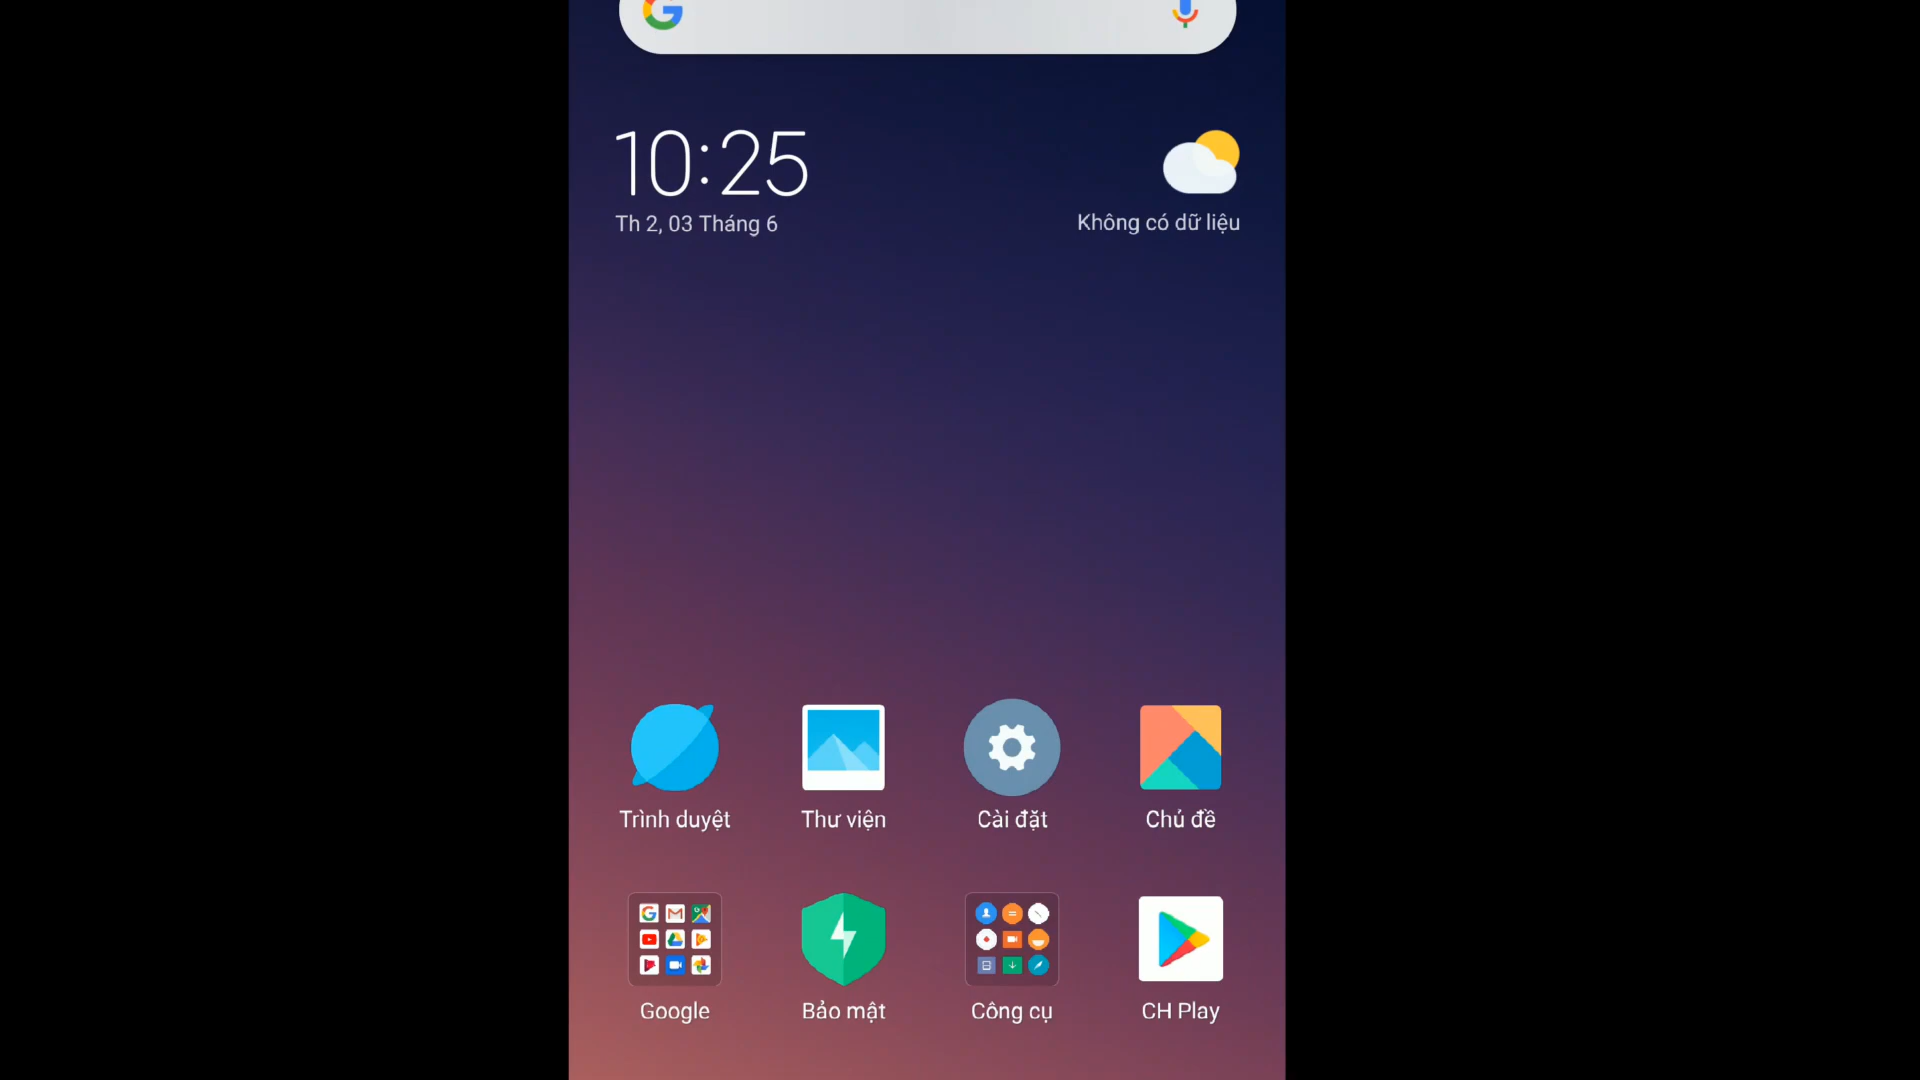 10:25
Th 2, 03 Tháng 6
Không có dữ liệu
Trình duyệt
Thư viện
Cài đặt
Chủ đề
Google
Bảo mật
Công cụ
CH Play